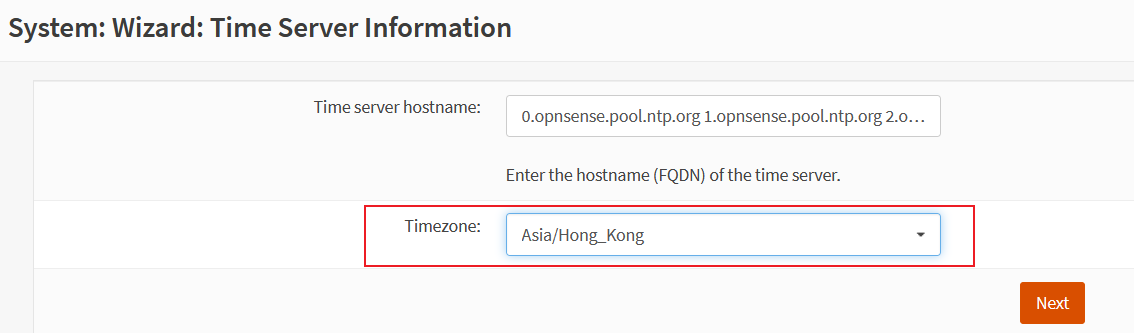 System: Wizard: Time Server Information
Time server hostname: 0.opnsense.pool.ntp.org 1.opnsense.pool.ntp.org 2.o...
Enter the hostname (FQDN) of the time server.
Timezone: Asia/Hong_Kong
Next